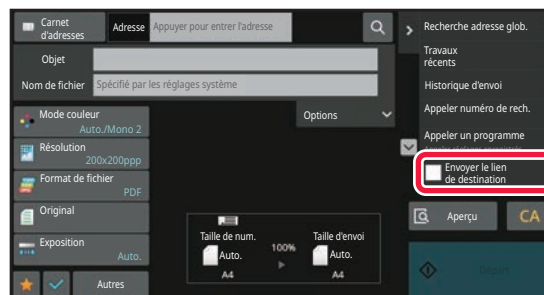 Carnet
d'adresses
Adresse
Appuyer pour entrer l'adresse
Objet
Nom de fichier
Spécifié par les réglages système
Mode couleur
Auto./Mono 2
Résolution
200x200ppp
Format de fichier
PDF
Original
Exposition
Auto.
Autres
Options
Taille de num.
Auto.
A4
100%
Taille d'envoi
Auto.
A4
Recherche adresse glob.
Travaux
récents
Historique d'envoi
Appeler numéro de rech.
Appeler un programme
Envoyer le lien
de destination
Aperçu
CA
Départ